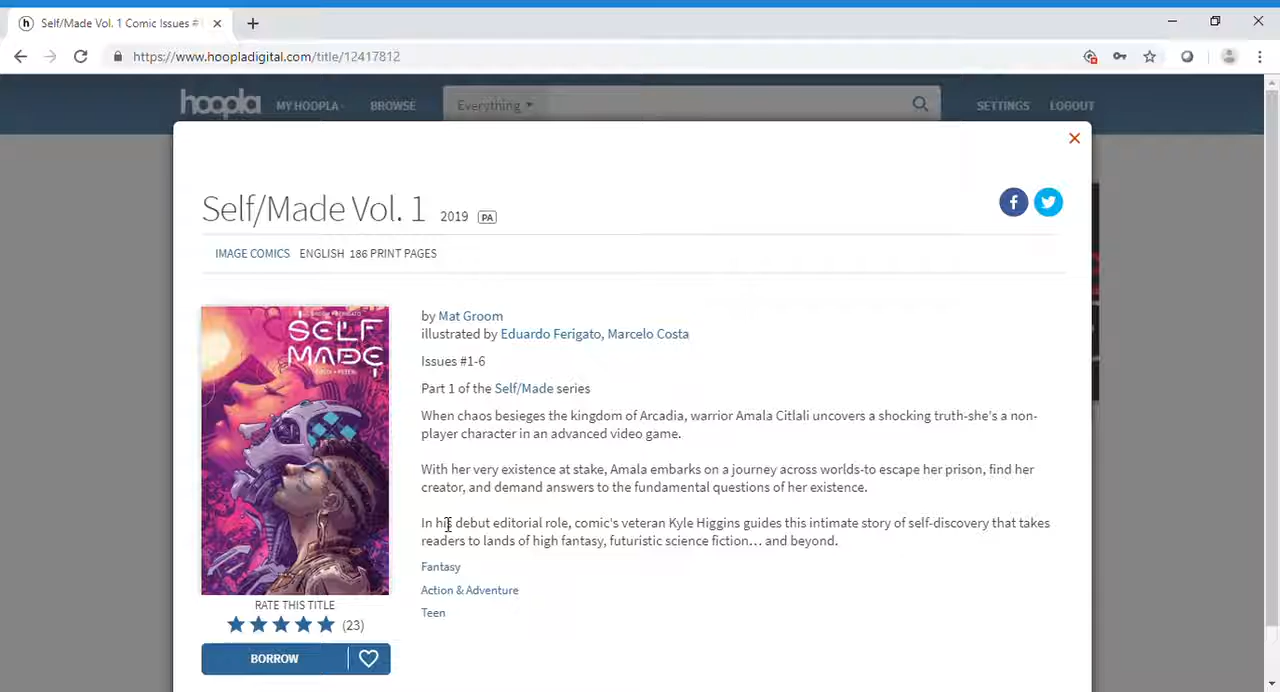 Self/Made Vol. 1 Comic Issues #
https://www.hoopladigital.com/title/12417812
hoopla MY HOOPLA BROWSE Everything SETTINGS LOGOUT
Self/Made Vol. 1 2019 PA
IMAGE COMICS ENGLISH 186 PRINT PAGES
SELF
MADE
by Mat Groom
illustrated by Eduardo Ferigato, Marcelo Costa
Issues #1-6
Part 1 of the Self/Made series
When chaos besieges the kingdom of Arcadia, warrior Amala Citlali uncovers a shocking truth-she's a non-
player character in an advanced video game.
With her very existence at stake, Amala embarks on a journey across worlds-to escape her prison, find her
creator, and demand answers to the fundamental questions of her existence.
In his debut editorial role, comic's veteran Kyle Higgins guides this intimate story of self-discovery that takes
readers to lands of high fantasy, futuristic science fiction... and beyond.
Fantasy
Action & Adventure
Teen
RATE THIS TITLE
(23)
BORROW